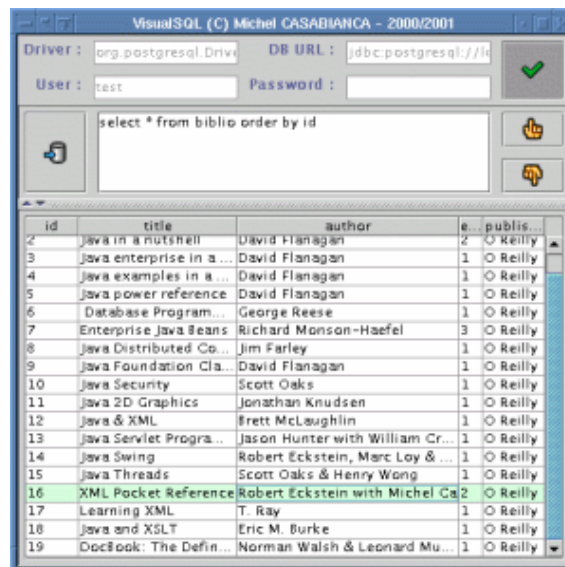 VisualSQL (C) Michel CASABIANCA - 2000/2001
Driver : org.postgresql.Drive DB URL : jdbc:postgresql://lo
User : test Password :
select * from biblio order by id
id title author e... publis...
2 Java in a nutshell David Flanagan 2 O Reilly
3 Java enterprise in a ... David Flanagan 1 O Reilly
4 Java examples in a ... David Flanagan 1 O Reilly
5 Java power reference David Flanagan 1 O Reilly
6 Database Program... George Reese 1 O Reilly
7 Enterprise Java Beans Richard Monson-Haefel 3 O Reilly
8 Java Distributed Co... Jim Farley 1 O Reilly
9 Java Foundation Cla... David Flanagan 1 O Reilly
10 Java Security Scott Oaks 1 O Reilly
11 Java 2D Graphics Jonathan Knudsen 1 O Reilly
12 Java & XML Brett McLaughlin 1 O Reilly
13 Java Servlet Progra... Jason Hunter with William Cr... 1 O Reilly
14 Java Swing Robert Eckstein, Marc Loy & ... 1 O Reilly
15 Java Threads Scott Oaks & Henry Wong 1 O Reilly
16 XML Pocket Reference Robert Eckstein with Michel Ca 2 O Reilly
17 Learning XML T. Ray 1 O Reilly
18 Java and XSLT Eric M. Burke 1 O Reilly
19 DocBook: The Defin... Norman Walsh & Leonard Mu... 1 O Reilly